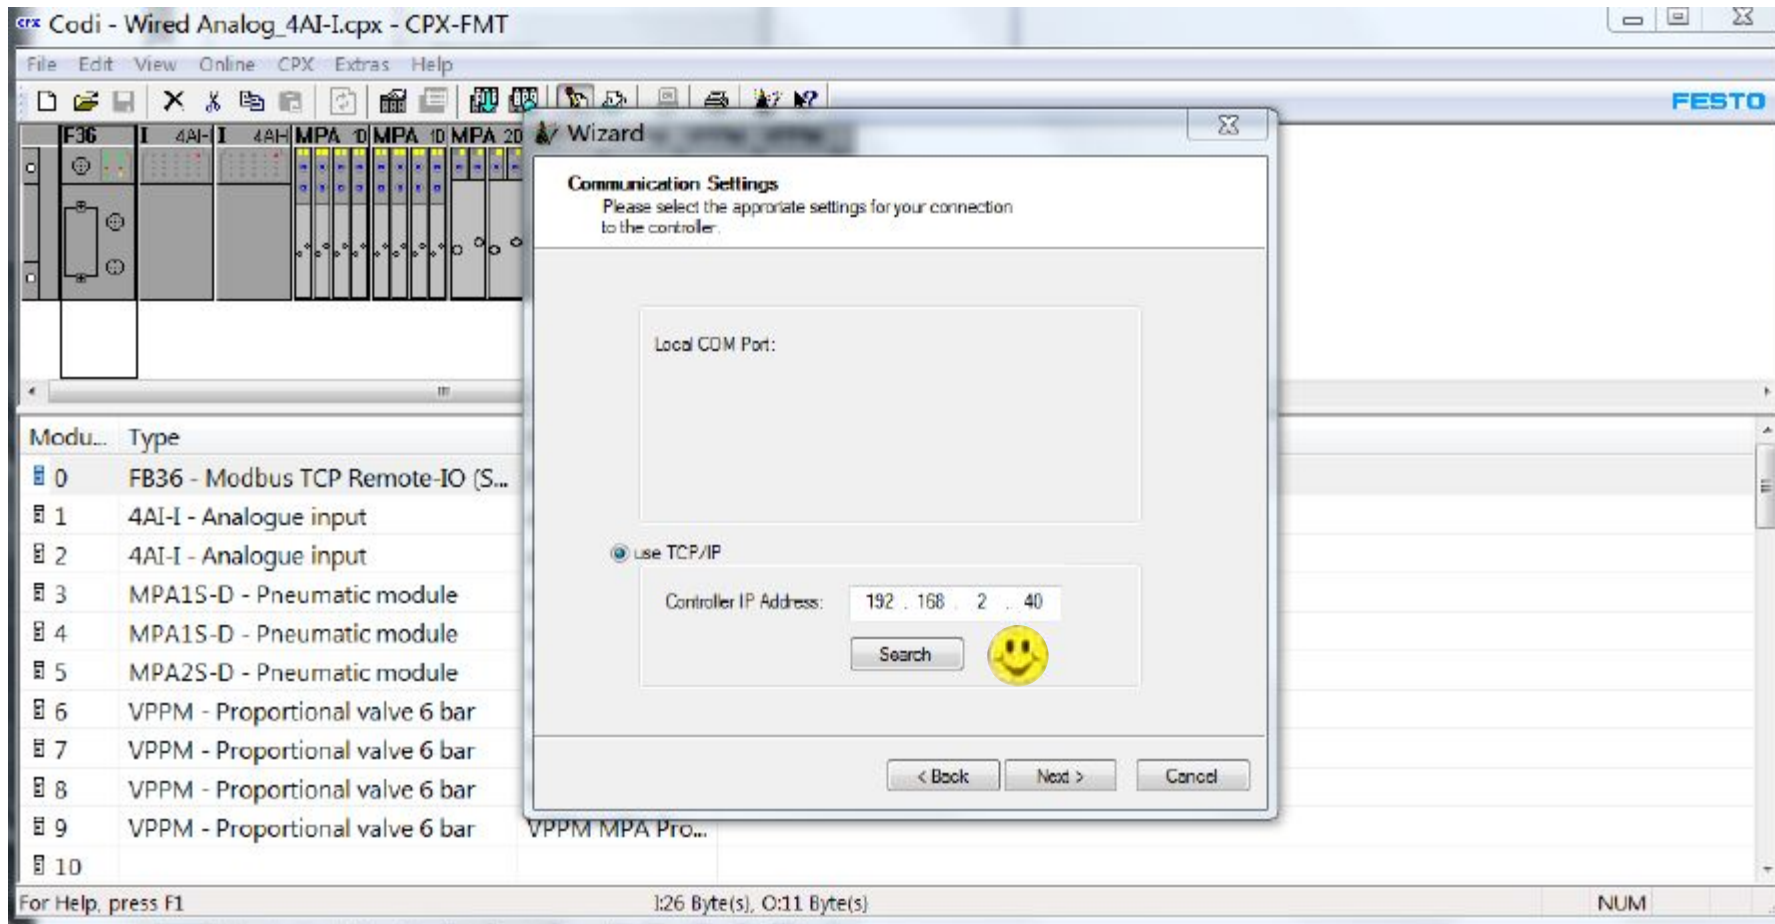 CPX Codi - Wired Analog_4AI-I.cpx - CPX-FMT
File Edit View Online CPX Extras Help
FESTO
F36 I 4AI-I I 4AI-I MPA 1D MPA 1D MPA 2D
Wizard
Communication Settings
Please select the approriate settings for your connection
to the controller.
Local COM Port:
use TCP/IP
Controller IP Address: 192 . 168 . 2 . 40
Search
< Back Next > Cancel
Modu... Type
0 FB36 - Modbus TCP Remote-IO (S...
1 4AI-I - Analogue input
2 4AI-I - Analogue input
3 MPA1S-D - Pneumatic module
4 MPA1S-D - Pneumatic module
5 MPA2S-D - Pneumatic module
6 VPPM - Proportional valve 6 bar
7 VPPM - Proportional valve 6 bar
8 VPPM - Proportional valve 6 bar
9 VPPM - Proportional valve 6 bar VPPM MPA Pro...
10
For Help, press F1 I:26 Byte(s), O:11 Byte(s) NUM